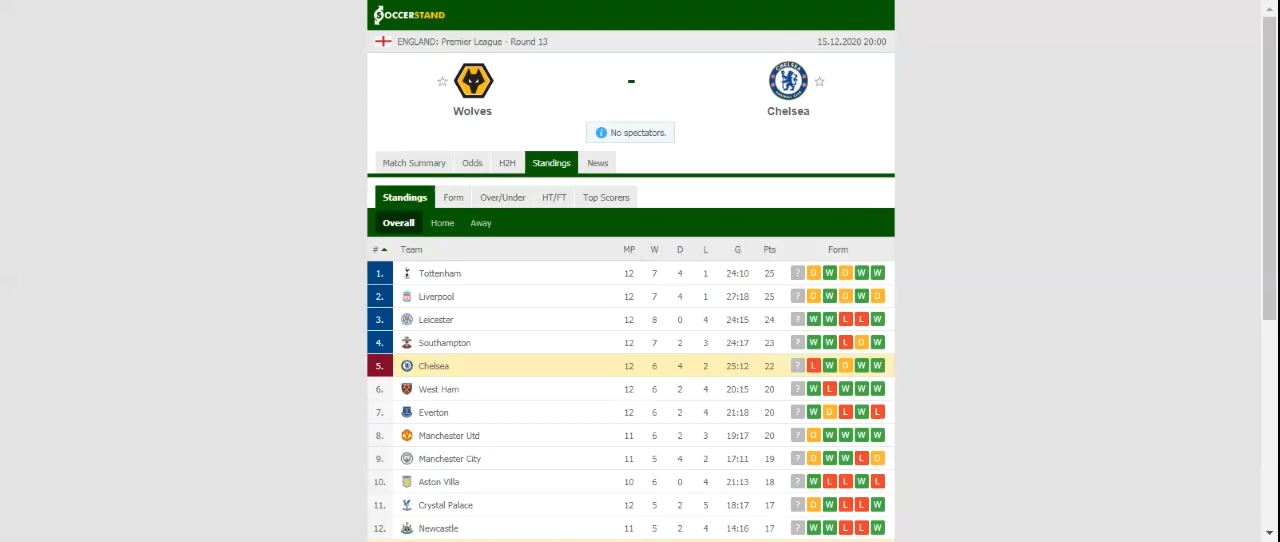 SOCCERSTAND
ENGLAND: Premier League - Round 13 15.12.2020 20:00
-
Wolves Chelsea
No spectators.
Match Summary Odds H2H Standings News
Standings Form Over/Under HT/FT Top Scorers
Overall Home Away
# Team MP W D L G Pts Form
1. Tottenham 12 7 4 1 24:10 25 ? D W D W W
2. Liverpool 12 7 4 1 27:18 25 ? D W D W D
3. Leicester 12 8 0 4 24:15 24 ? W W L L W
4. Southampton 12 7 2 3 24:17 23 ? W W L D W
5. Chelsea 12 6 4 2 25:12 22 ? L W D W W
6. West Ham 12 6 2 4 20:15 20 ? W L W W W
7. Everton 12 6 2 4 21:18 20 ? W D L W L
8. Manchester Utd 11 6 2 3 19:17 20 ? D W W W W
9. Manchester City 11 5 4 2 17:11 19 ? D W W L D
10. Aston Villa 10 6 0 4 21:13 18 ? W L L W L
11. Crystal Palace 12 5 2 5 18:17 17 ? D W L L W
12. Newcastle 11 5 2 4 14:16 17 ? W W L L W